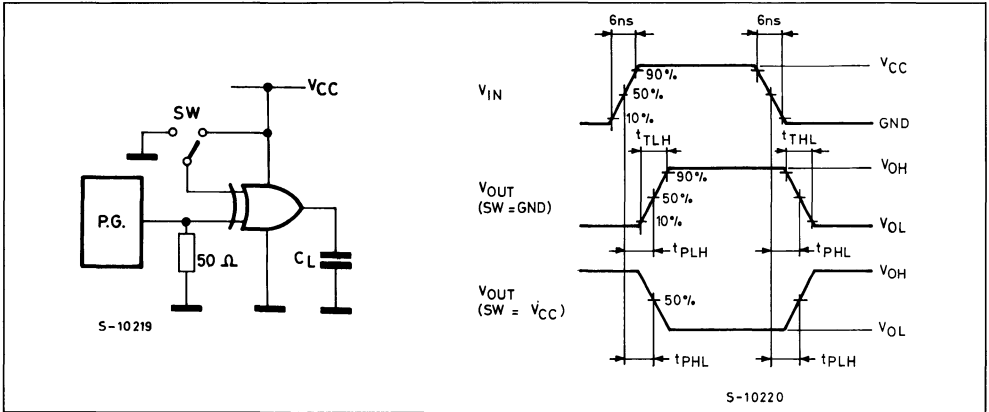 VCC
SW
P.G.
50 Ω
CL
S-10219
6ns
6ns
VIN
90%
50%
10%
VCC
GND
tTLH
tTHL
VOUT
(SW = GND)
90%
50%
10%
VOH
VOL
tPLH
tPHL
VOUT
(SW = VCC)
50%
VOH
VOL
tPHL
tPLH
S-10220